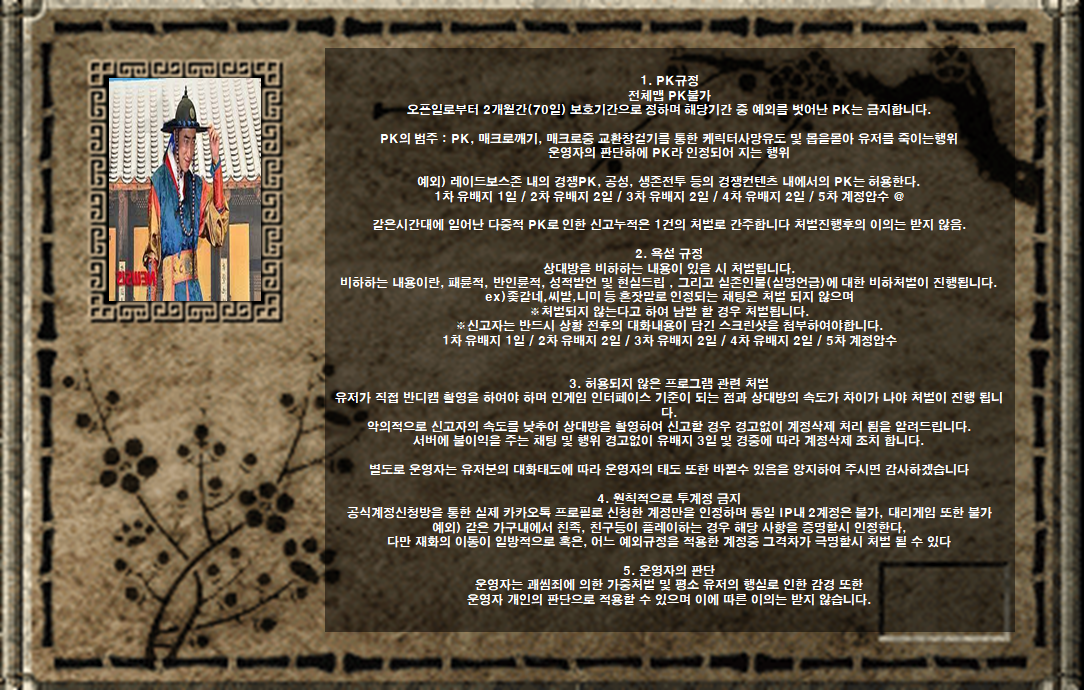 1. PK규정
전체맵 PK불가
오픈일로부터 2개월간(70일) 보호기간으로 정하며 해당기간 중 예외를 벗어난 PK는 금지합니다.
PK의 범주 : PK, 매크로깨기, 매크로중 교환창걸기를 통한 케릭터사망유도 및 몹을몰아 유저를 죽이는행위
운영자의 판단하에 PK라 인정되어 지는 행위
예외) 레이드보스존 내의 경쟁PK, 공성, 생존전투 등의 경쟁컨텐츠 내에서의 PK는 허용한다.
1차 유배지 1일 / 2차 유배지 2일 / 3차 유배지 2일 / 4차 유배지 2일 / 5차 계정압수 @
같은시간대에 일어난 다중적 PK로 인한 신고누적은 1건의 처벌로 간주합니다 처벌진행후의 이의는 받지 않음.
2. 욕설 규정
상대방을 비하하는 내용이 있을 시 처벌됩니다.
비하하는 내용이란, 패륜적, 반인륜적, 성적발언 및 현실드립 , 그리고 실존인물(실명언급)에 대한 비하처벌이 진행됩니다.
ex)좆같네,씨발,니미 등 혼잣말로 인정되는 채팅은 처벌 되지 않으며
※처벌되지 않는다고 하여 남발 할 경우 처벌됩니다.
※신고자는 반드시 상황 전후의 대화내용이 담긴 스크린샷을 첨부하여야합니다.
1차 유배지 1일 / 2차 유배지 2일 / 3차 유배지 2일 / 4차 유배지 2일 / 5차 계정압수
3. 허용되지 않은 프로그램 관련 처벌
유저가 직접 반디캠 촬영을 하여야 하며 인게임 인터페이스 기준이 되는 점과 상대방의 속도가 차이가 나야 처벌이 진행 됩니
다.
악의적으로 신고자의 속도를 낮추어 상대방을 촬영하여 신고할 경우 경고없이 계정삭제 처리 됨을 알려드립니다.
서버에 불이익을 주는 채팅 및 행위 경고없이 유배지 3일 및 경중에 따라 계정삭제 조치 합니다.
별도로 운영자는 유저분의 대화태도에 따라 운영자의 태도 또한 바뀔수 있음을 양지하여 주시면 감사하겠습니다
4. 원칙적으로 투계정 금지
공식계정신청방을 통한 실제 카카오톡 프로필로 신청한 계정만을 인정하며 동일 IP내 2계정은 불가, 대리게임 또한 불가
예외) 같은 가구내에서 친족, 친구등이 플레이하는 경우 해당 사항을 증명할시 인정한다,
다만 재화의 이동이 일방적으로 혹은, 어느 예외규정을 적용한 계정중 그격차가 극명할시 처벌 될 수 있다
5. 운영자의 판단
운영자는 괘씸죄에 의한 가중처벌 및 평소 유저의 행실로 인한 감경 또한
운영자 개인의 판단으로 적용할 수 있으며 이에 따른 이의는 받지 않습니다.
NEWSIS